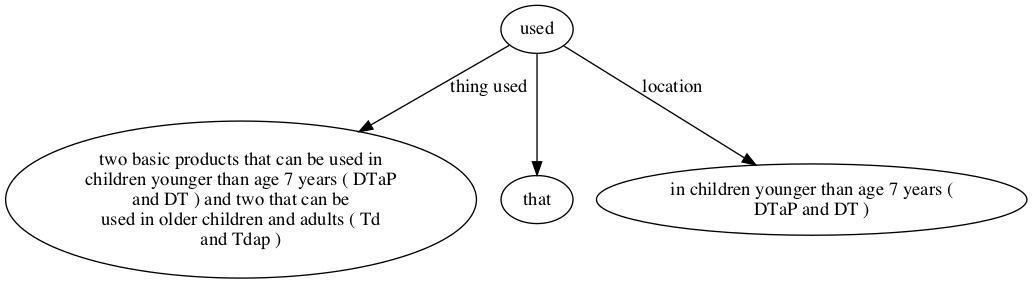 used
thing used
location
two basic products that can be used in
children younger than age 7 years ( DTaP
and DT ) and two that can be
used in older children and adults ( Td
and Tdap )
that
in children younger than age 7 years (
DTaP and DT )